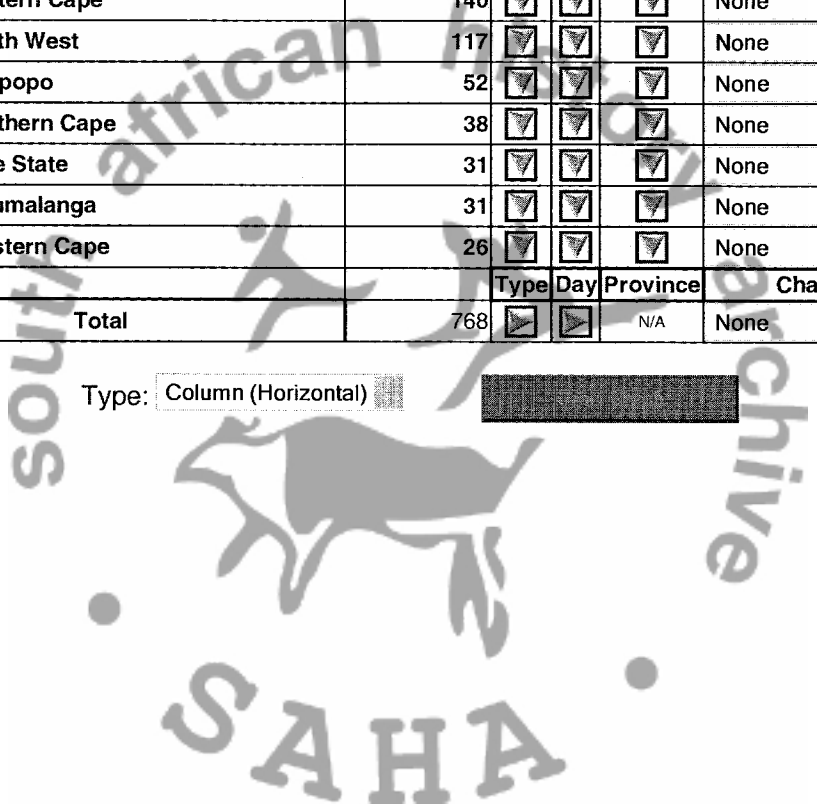 tern Cape 140 None
th West 117 None
popo 52 None
thern Cape 38 None
e State 31 None
umalanga 31 None
stern Cape 26 None
Type Day Province Cha
Total 768 N/A None
Type: Column (Horizontal)
south african history archive
SAHA